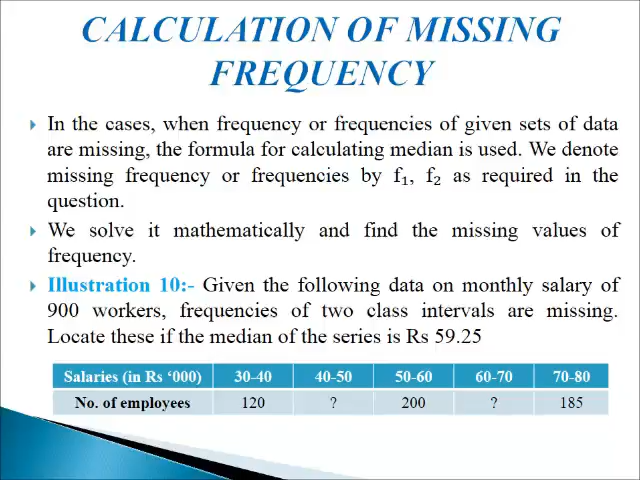 CALCULATION OF MISSING
FREQUENCY
In the cases, when frequency or frequencies of given sets of data
are missing, the formula for calculating median is used. We denote
missing frequency or frequencies by f₁, f₂ as required in the
question.
We solve it mathematically and find the missing values of
frequency.
Illustration 10:- Given the following data on monthly salary of
900 workers, frequencies of two class intervals are missing.
Locate these if the median of the series is Rs 59.25
Salaries (in Rs ‘000) 30-40 40-50 50-60 60-70 70-80
No. of employees 120 ? 200 ? 185